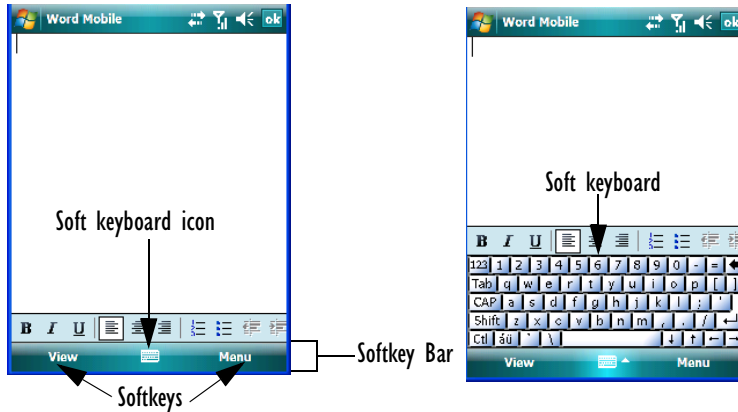 Word Mobile
ok
Soft keyboard icon
B I U
View
Menu
Softkey Bar
Softkeys
Word Mobile
ok
Soft keyboard
B I U
123 1 2 3 4 5 6 7 8 9 0 - =
Tab q w e r t y u i o p [ ]
CAP a s d f g h j k l ; '
Shift z x c v b n m , . /
Ctl áü ` \
View
Menu